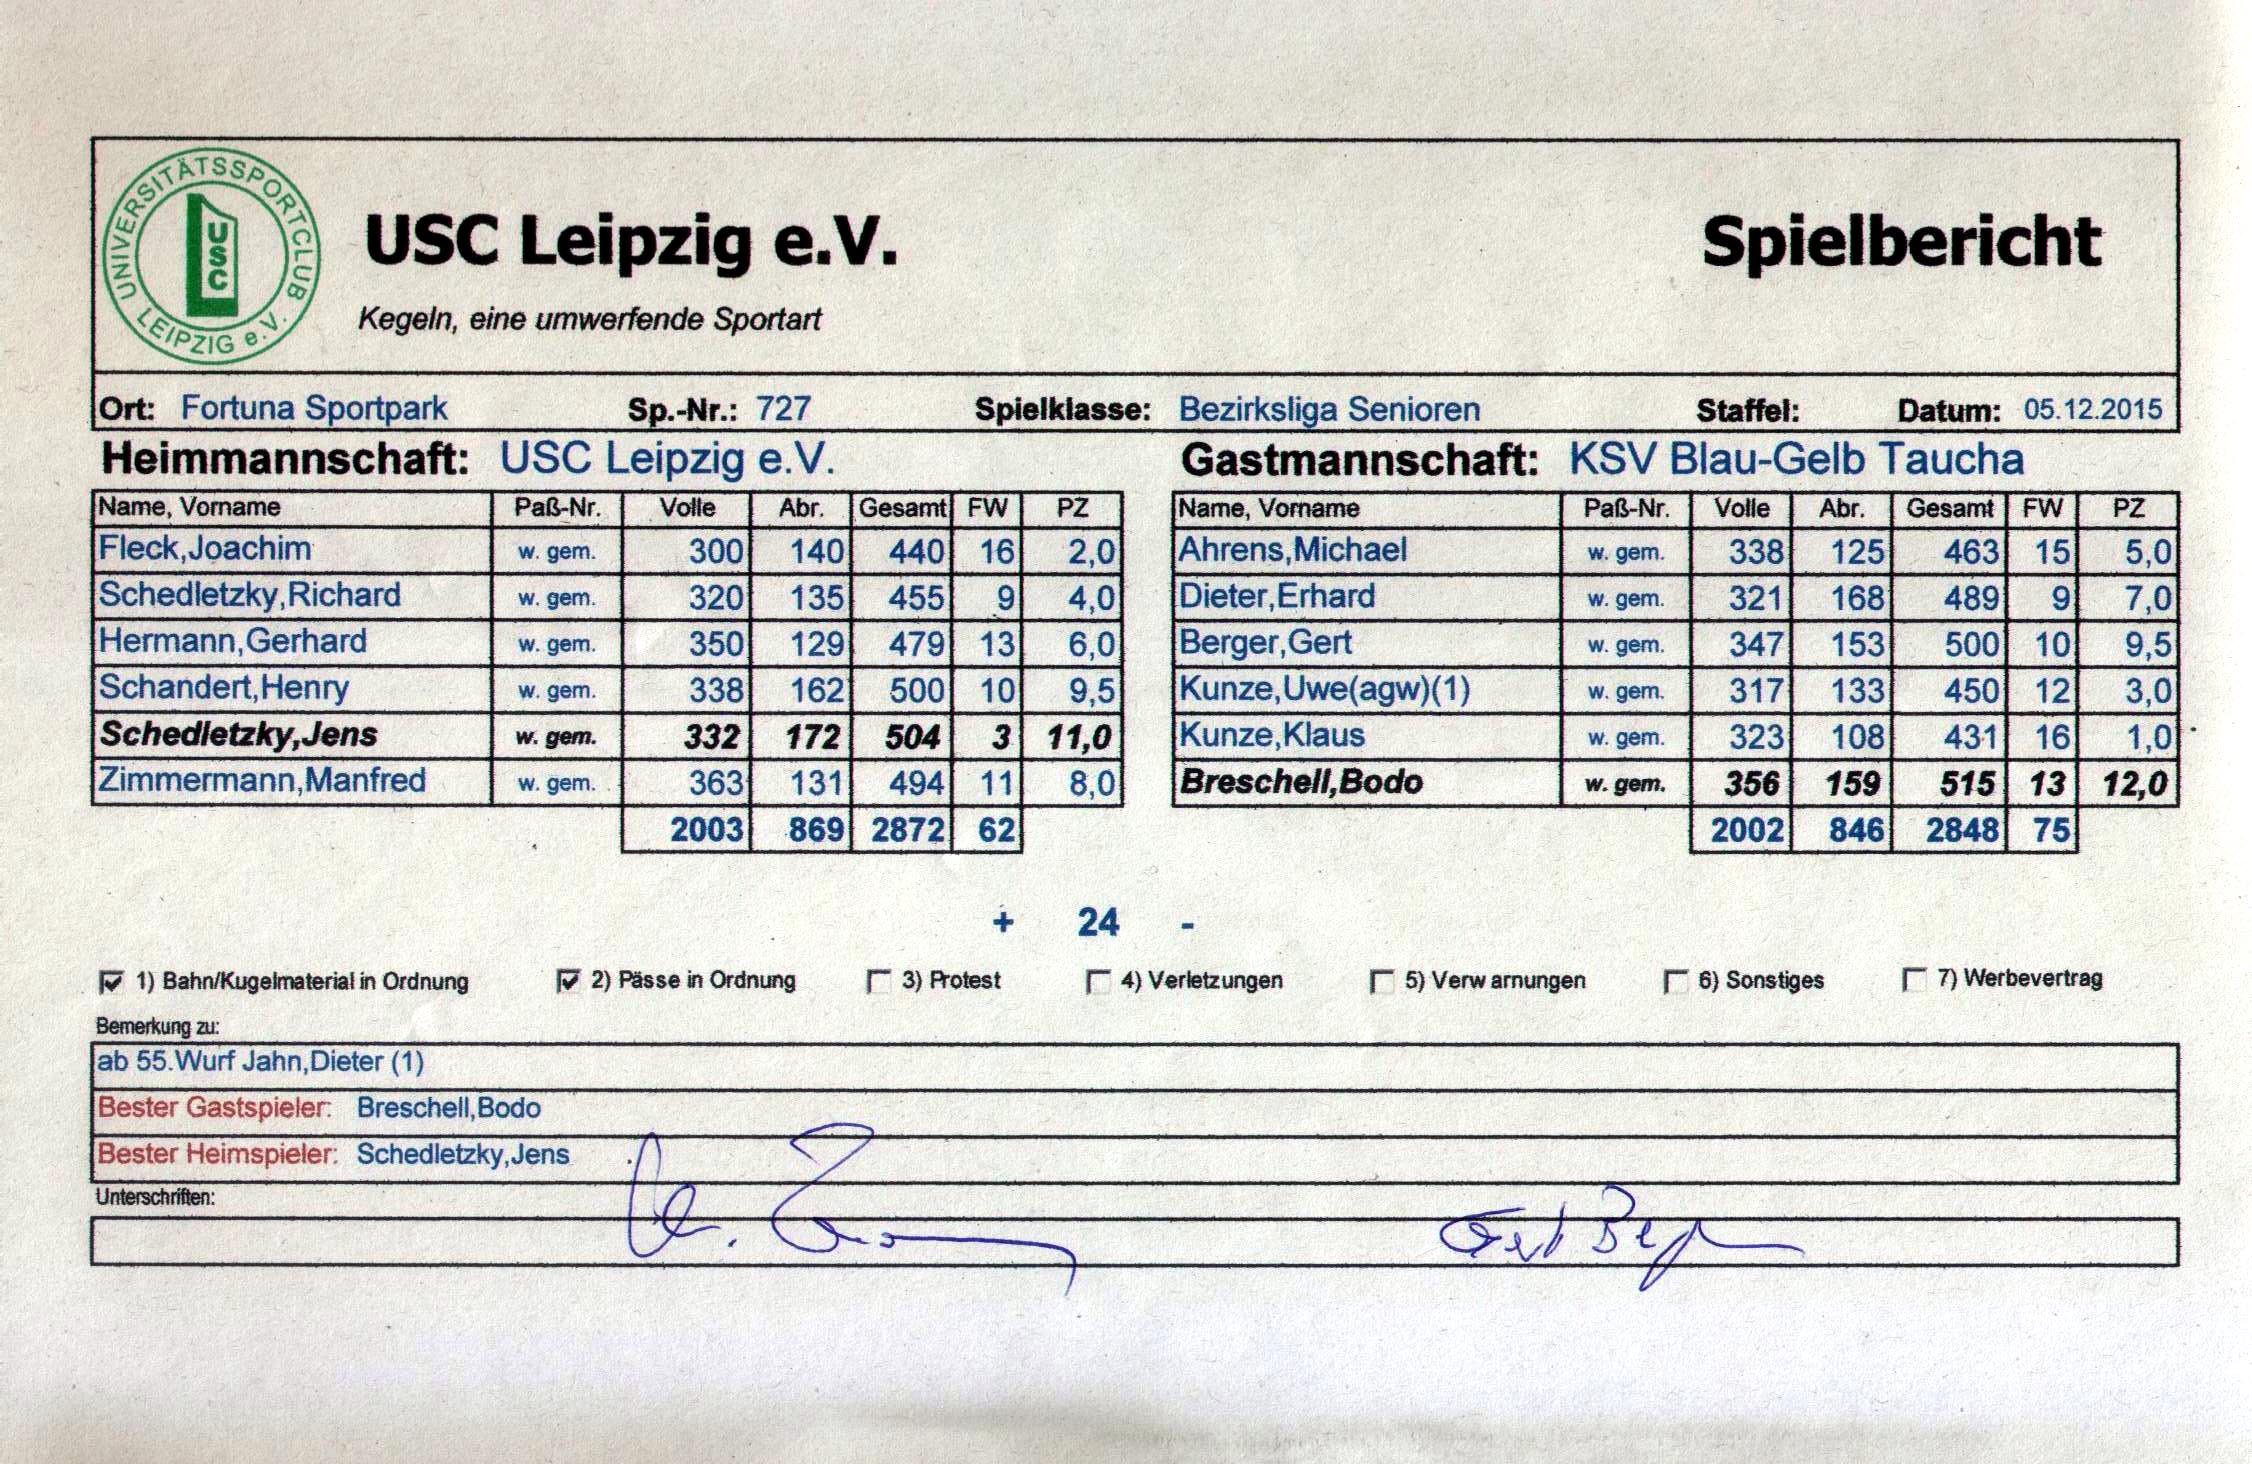 UNIVERSITÄTSSPORTCLUB LEIPZIG e.V.
USC
USC Leipzig e.V.
Spielbericht
Kegeln, eine umwerfende Sportart
Ort: Fortuna Sportpark Sp.-Nr.: 727 Spielklasse: Bezirksliga Senioren Staffel: Datum: 05.12.2015
Heimmannschaft: USC Leipzig e.V. Gastmannschaft: KSV Blau-Gelb Taucha
Name, Vorname Paß-Nr. Volle Abr. Gesamt FW PZ Name, Vorname Paß-Nr. Volle Abr. Gesamt FW PZ
Fleck,Joachim w. gem. 300 140 440 16 2,0 Ahrens,Michael w. gem. 338 125 463 15 5,0
Schedletzky,Richard w. gem. 320 135 455 9 4,0 Dieter,Erhard w. gem. 321 168 489 9 7,0
Hermann,Gerhard w. gem. 350 129 479 13 6,0 Berger,Gert w. gem. 347 153 500 10 9,5
Schandert,Henry w. gem. 338 162 500 10 9,5 Kunze,Uwe(agw)(1) w. gem. 317 133 450 12 3,0
Schedletzky,Jens w. gem. 332 172 504 3 11,0 Kunze,Klaus w. gem. 323 108 431 16 1,0
Zimmermann,Manfred w. gem. 363 131 494 11 8,0 Breschell,Bodo w. gem. 356 159 515 13 12,0
2003 869 2872 62 2002 846 2848 75
+ 24 -
1) Bahn/Kugelmaterial in Ordnung 2) Pässe in Ordnung 3) Protest 4) Verletzungen 5) Verw arnungen 6) Sonstiges 7) Werbevertrag
Bemerkung zu:
ab 55.Wurf Jahn,Dieter (1)
Bester Gastspieler: Breschell,Bodo
Bester Heimspieler: Schedletzky,Jens
Unterschriften: